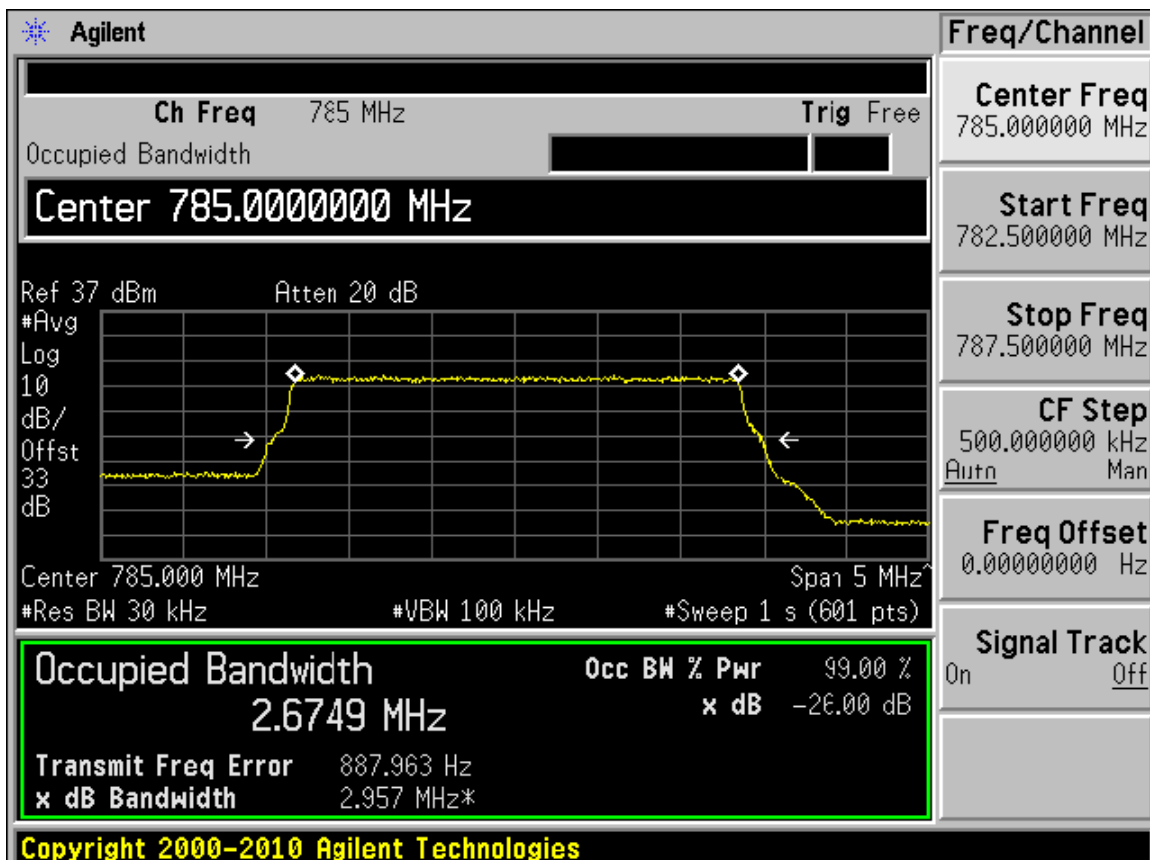 Agilent
Freq/Channel
Ch Freq 785 MHz Trig Free
Occupied Bandwidth
Center 785.0000000 MHz
Ref 37 dBm Atten 20 dB
#Avg
Log
10
dB/
Offst
33
dB
Center 785.000 MHz Span 5 MHz^
#Res BW 30 kHz #VBW 100 kHz #Sweep 1 s (601 pts)
Occupied Bandwidth
2.6749 MHz
Occ BW % Pwr 99.00 %
x dB -26.00 dB
Transmit Freq Error 887.963 Hz
x dB Bandwidth 2.957 MHz*
Copyright 2000-2010 Agilent Technologies
Center Freq
785.000000 MHz
Start Freq
782.500000 MHz
Stop Freq
787.500000 MHz
CF Step
500.000000 kHz
Auto Man
Freq Offset
0.00000000 Hz
Signal Track
On Off